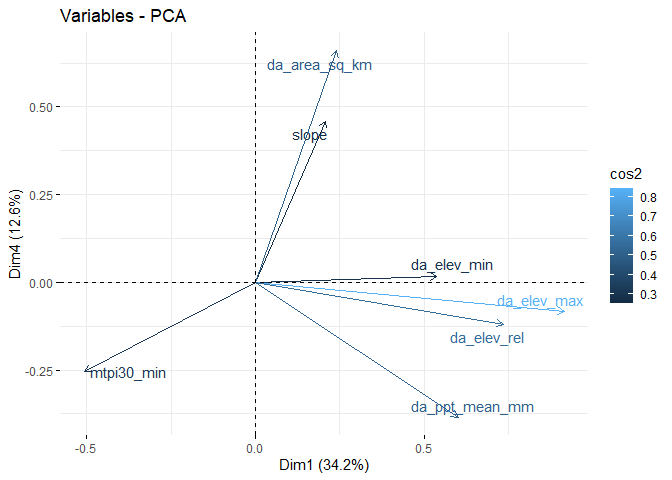 Variables - PCA
da_area_sq_km
slope
da_elev_min
da_elev_max
da_elev_rel
mtpi30_min
da_ppt_mean_mm
0.50
0.25
0.00
-0.25
-0.5
0.0
0.5
Dim1 (34.2%)
Dim4 (12.6%)
cos2
0.8
0.7
0.6
0.5
0.4
0.3